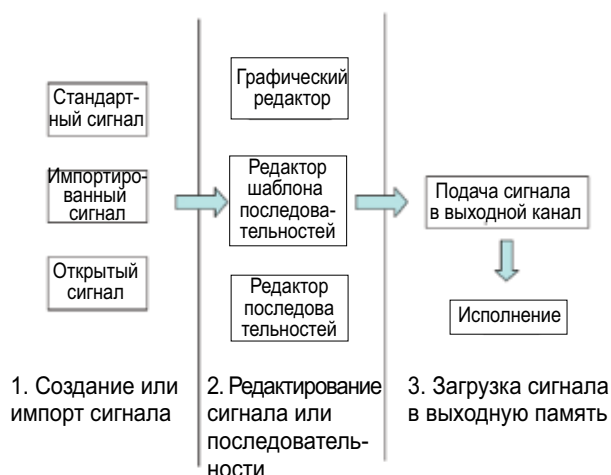 Стандарт-
ный сигнал
Импортиро-
ванный
сигнал
Открытый
сигнал
Графический
редактор
Редактор
шаблона
последова-
тельностей
Редактор
последова
тельностей
Подача сигнала
в выходной канал
Исполнение
1. Создание или
импорт сигнала
2. Редактирование
сигнала или
последователь-
ности
3. Загрузка сигнала
в выходную память